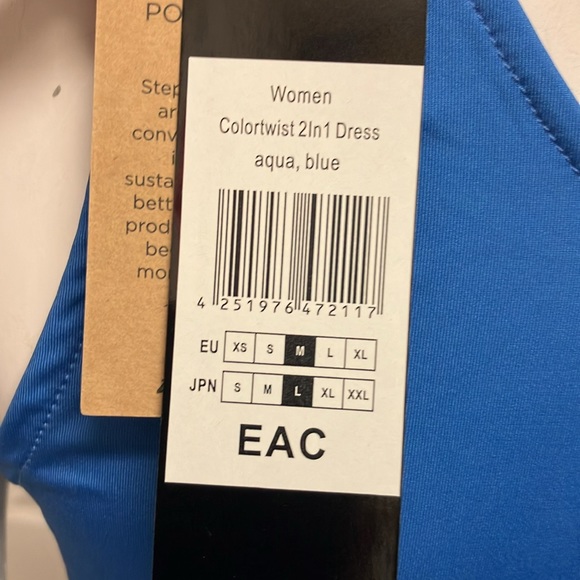 PO
Step
ar
conv
i
susta
bett
prod
be
mo
Women
Colortwist 2In1 Dress
aqua, blue
4 251976 472117
EU XS S M L XL
JPN S M L XL XXL
EAC